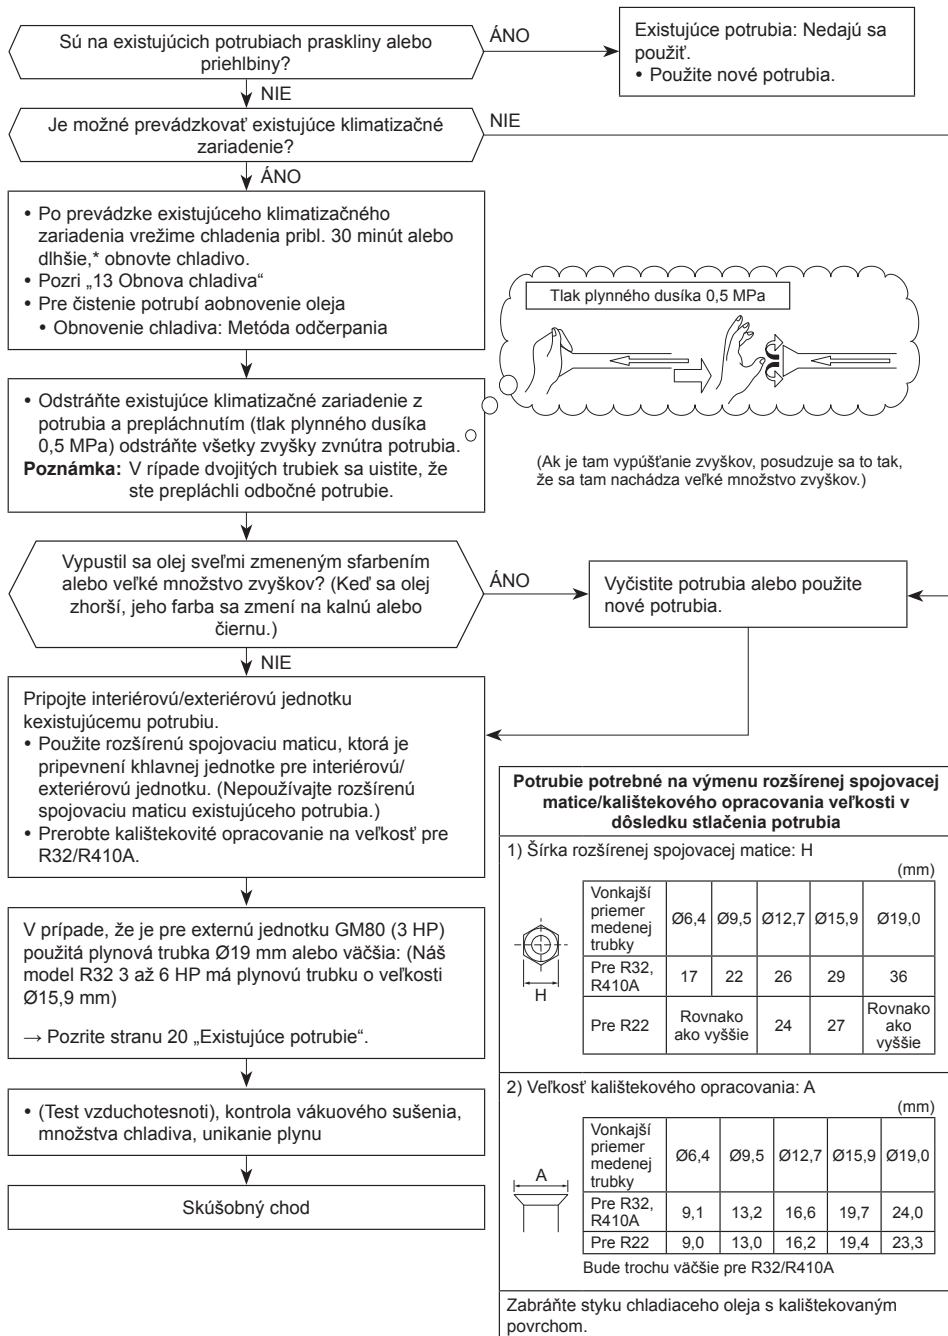 Sú na existujúcich potrubiach praskliny alebo
priehlbiny?
ÁNO
Existujúce potrubia: Nedajú sa
použiť.
• Použite nové potrubia.
NIE
Je možné prevádzkovať existujúce klimatizačné
zariadenie?
NIE
ÁNO
• Po prevádzke existujúceho klimatizačného
zariadenia vrežime chladenia pribl. 30 minút alebo
dlhšie,* obnovte chladivo.
• Pozri „13 Obnova chladiva“
• Pre čistenie potrubí aobnovenie oleja
• Obnovenie chladiva: Metóda odčerpania
Tlak plynného dusíka 0,5 MPa
• Odstráňte existujúce klimatizačné zariadenie z
potrubia a prepláchnutím (tlak plynného dusíka
0,5 MPa) odstráňte všetky zvyšky zvnútra potrubia.
Poznámka: V rípade dvojitých trubiek sa uistite, že
ste prepláchli odbočné potrubie.
(Ak je tam vypúšťanie zvyškov, posudzuje sa to tak,
že sa tam nachádza veľké množstvo zvyškov.)
Vypustil sa olej sveľmi zmeneným sfarbením
alebo veľké množstvo zvyškov? (Keď sa olej
zhorší, jeho farba sa zmení na kalnú alebo
čiernu.)
ÁNO
Vyčistite potrubia alebo použite
nové potrubia.
NIE
Pripojte interiérovú/exteriérovú jednotku
kexistujúcemu potrubiu.
• Použite rozšírenú spojovaciu maticu, ktorá je
pripevnení khlavnej jednotke pre interiérovú/
exteriérovú jednotku. (Nepoužívajte rozšírenú
spojovaciu maticu existujúceho potrubia.)
• Prerobte kalištekovité opracovanie na veľkosť pre
R32/R410A.
V prípade, že je pre externú jednotku GM80 (3 HP)
použitá plynová trubka Ø19 mm alebo väčšia: (Náš
model R32 3 až 6 HP má plynovú trubku o veľkosti
Ø15,9 mm)
→ Pozrite stranu 20 „Existujúce potrubie“.
• (Test vzduchotesnoti), kontrola vákuového sušenia,
množstva chladiva, unikanie plynu
Skúšobný chod
Potrubie potrebné na výmenu rozšírenej spojovacej
matice/kalištekového opracovania veľkosti v
dôsledku stlačenia potrubia
1) Šírka rozšírenej spojovacej matice: H
(mm)
H
Vonkajší
priemer
medenej
trubky
Ø6,4 Ø9,5 Ø12,7 Ø15,9 Ø19,0
Pre R32,
R410A
17 22 26 29 36
Pre R22
Rovnako
ako vyššie
24 27
Rovnako
ako
vyššie
2) Veľkosť kalištekového opracovania: A
(mm)
A
Vonkajší
priemer
medenej
trubky
Ø6,4 Ø9,5 Ø12,7 Ø15,9 Ø19,0
Pre R32,
R410A
9,1 13,2 16,6 19,7 24,0
Pre R22 9,0 13,0 16,2 19,4 23,3
Bude trochu väčšie pre R32/R410A
Zabráňte styku chladiaceho oleja s kalištekovaným
povrchom.